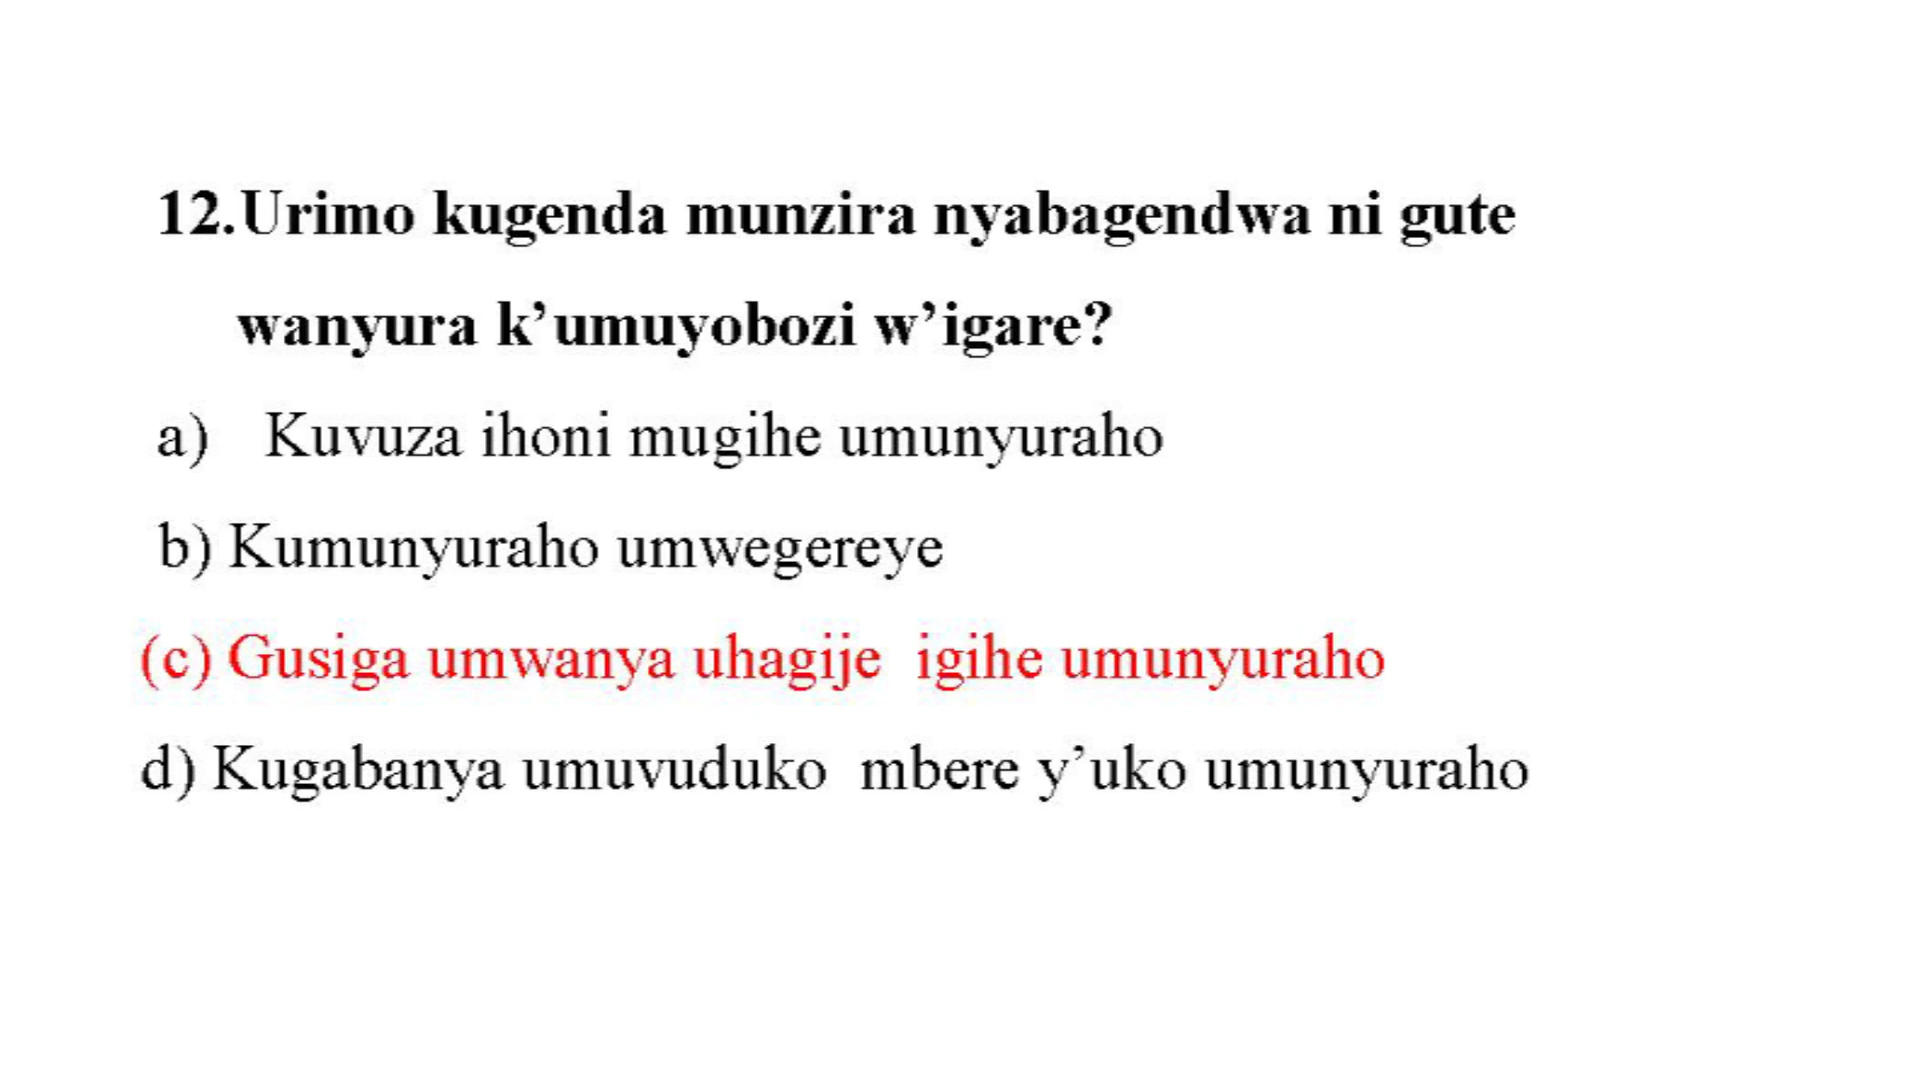 12.Urimo kugenda munzira nyabagendwa ni gute
wanyura k’umuyobozi w’igare?
a) Kuvuza ihoni mugihe umunyuraho
b) Kumunyuraho umwegereye
(c) Gusiga umwanya uhagije igihe umunyuraho
d) Kugabanya umuvuduko mbere y’uko umunyuraho